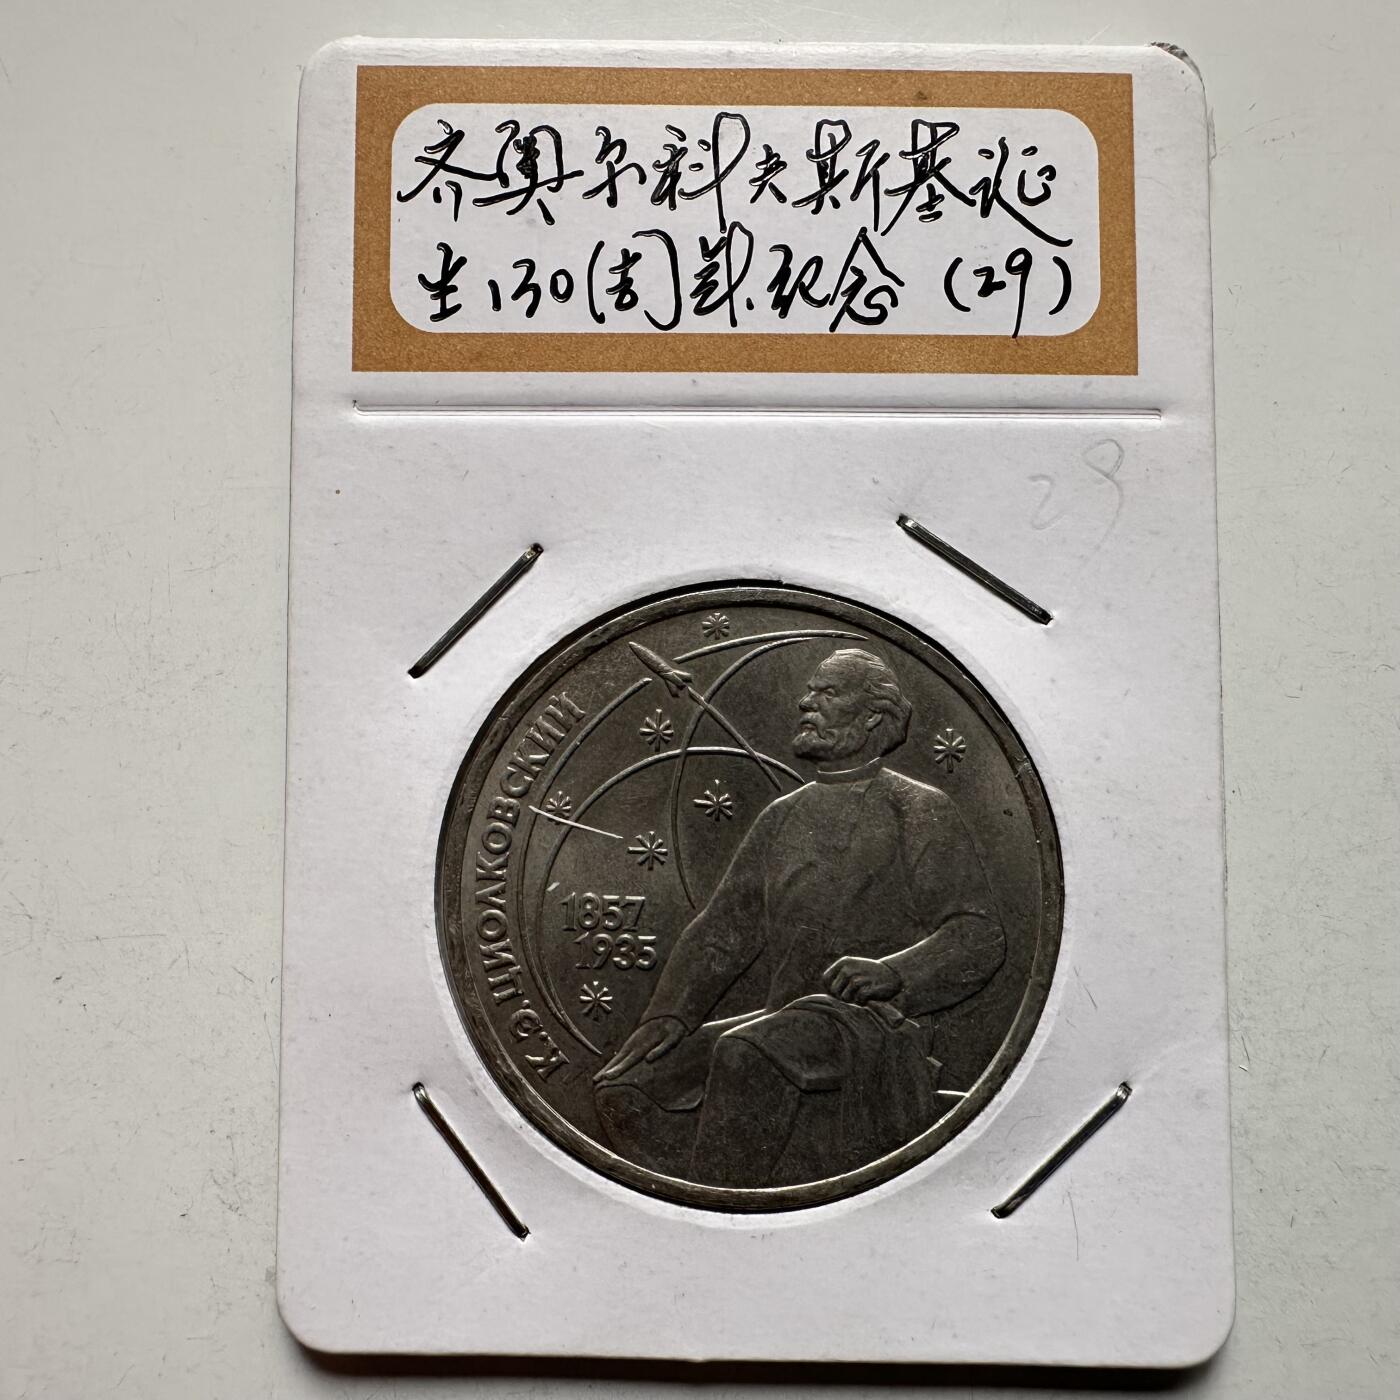 齐奥尔科夫斯基诞
生130(周)岁.纪念 (29)
29
К.Э. ЦИОЛКОВСКИЙ
1857
1935